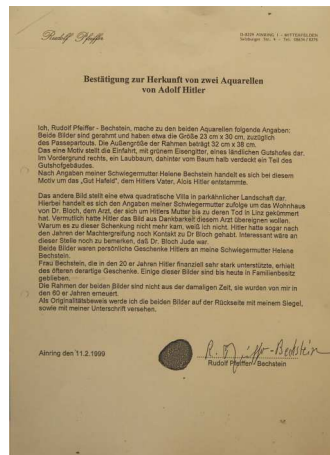 Rudolf Pfeiffer
D-8229 AINRING 1 - MITTERFELDEN
Bestätigung zur Herkunft von zwei Aquarellen
von Adolf Hitler
Ich, Rudolf Pfeiffer - Bechstein, mache zu den beiden Aquarellen folgende Angaben:
Beide Bilder sind gerahmt und haben etwa die Größe 23 cm x 30 cm, zuzüglich
des Passepartouts. Die Außengröße der Rahmen beträgt 32 cm x 38 cm.
Das eine Motiv stellt die Einfahrt, mit grünem Eisengitter, eines ländlichen Gutshofes dar.
Im Vordergrund rechts, ein Laubbaum, dahinter vom Baum halb verdeckt ein Teil des
Gutshofgebäudes.
Nach Angaben meiner Schwiegermutter Helene Bechstein handelt es sich bei diesem
Motiv um das „Gut Hafeld", dem Hitlers Vater, Alois Hitler entstammte.
Das andere Bild stellt eine etwa quadratische Villa in parkähnlicher Landschaft dar.
Hierbei handelt es sich den Angaben meiner Schwiegermutter zufolge um das Wohnhaus
von Dr. Bloch, dem Arzt, der sich um Hitlers Mutter bis zu deren Tod in Linz gekümmert
hat. Vermutlich hatte Hitler das Bild aus Dankbarkeit diesem Arzt übereignen wollen.
Warum es zu dieser Schenkung nicht mehr kam, weiß ich nicht. Hitler hatte sogar nach
den Jahren der Machtergreifung noch Kontakt zu Dr Bloch gehabt. Interessant wäre an
dieser Stelle noch zu bemerken, daß Dr. Bloch Jude war.
Beide Bilder waren persönliche Geschenke Hitlers an meine Schwiegermutter Helene
Bechstein.
Frau Bechstein, die in den 20 er Jahren Hitler finanziell sehr stark unterstützte, erhielt
des öfteren derartige Geschenke. Einige dieser Bilder sind bis heute in Familienbesitz
geblieben.
Die Rahmen der beiden Bilder sind nicht aus der damaligen Zeit, sie wurden von mir in
den 60 er Jahren erneuert.
Als Originalitätsbeweis werde ich die beiden Bilder auf der Rückseite mit meinem Siegel,
sowie mit meiner Unterschrift versehen.
Ainring den 11.2.1999
Rudolf Pfeiffer - Bechstein